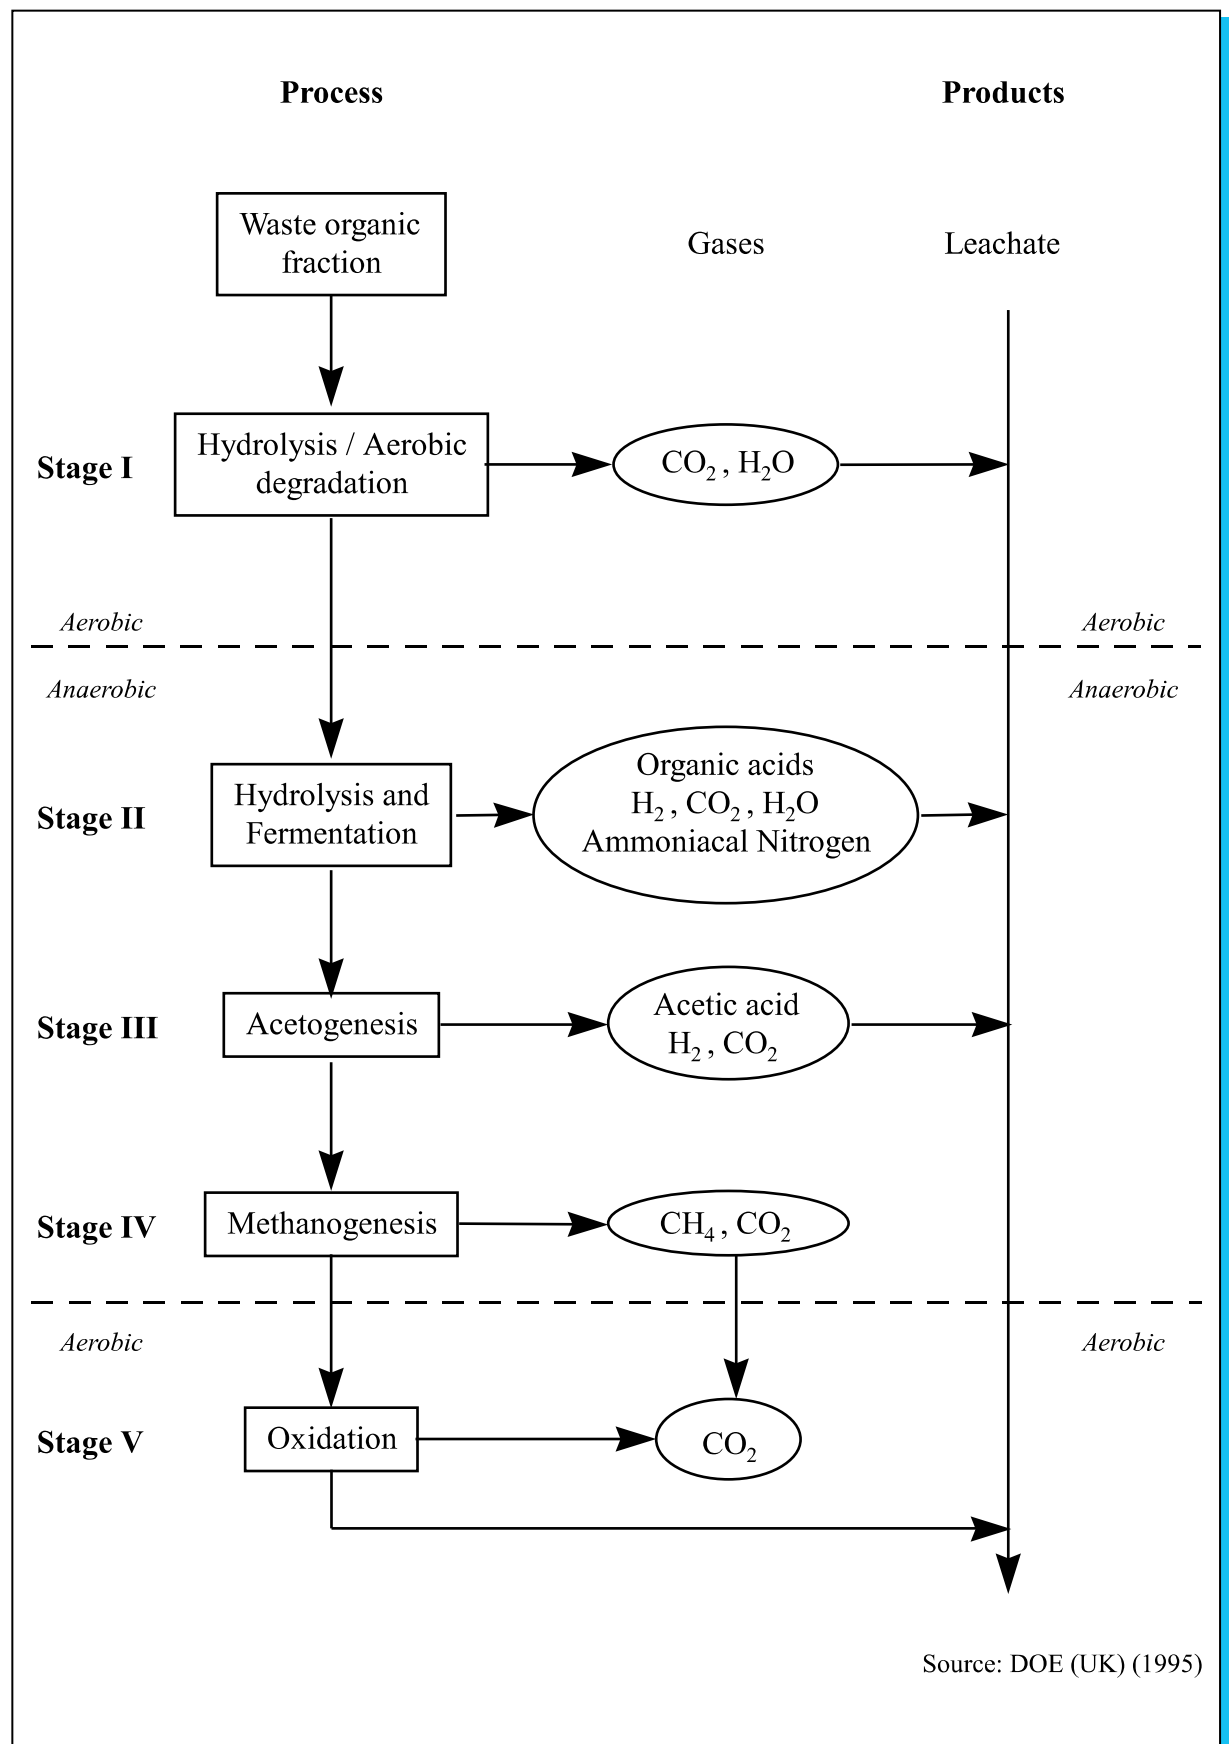 Process
Products
Waste organic
fraction
Gases
Leachate
Stage I
Hydrolysis / Aerobic
degradation
CO₂ , H₂O
Aerobic
Aerobic
Anaerobic
Anaerobic
Stage II
Hydrolysis and
Fermentation
Organic acids
H₂ , CO₂ , H₂O
Ammoniacal Nitrogen
Stage III
Acetogenesis
Acetic acid
H₂ , CO₂
Stage IV
Methanogenesis
CH₄ , CO₂
Aerobic
Aerobic
Stage V
Oxidation
CO₂
Source: DOE (UK) (1995)